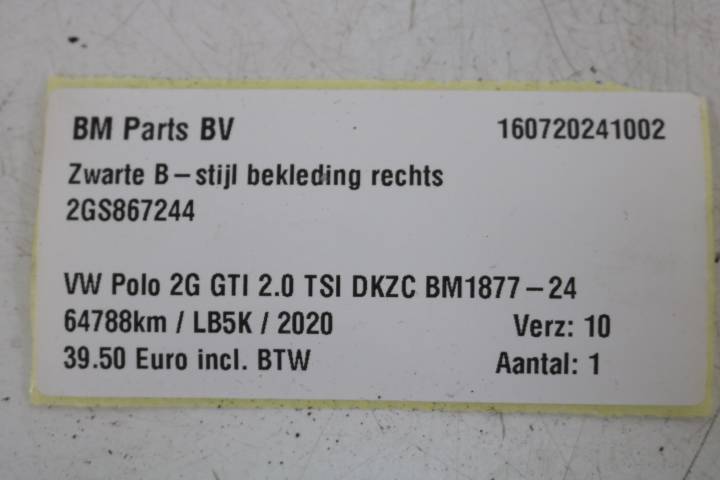 BM Parts BV 160720241002
Zwarte B-stijl bekleding rechts
2GS867244
VW Polo 2G GTI 2.0 TSI DKZC BM1877-24
64788km / LB5K / 2020 Verz: 10
39.50 Euro incl. BTW Aantal: 1